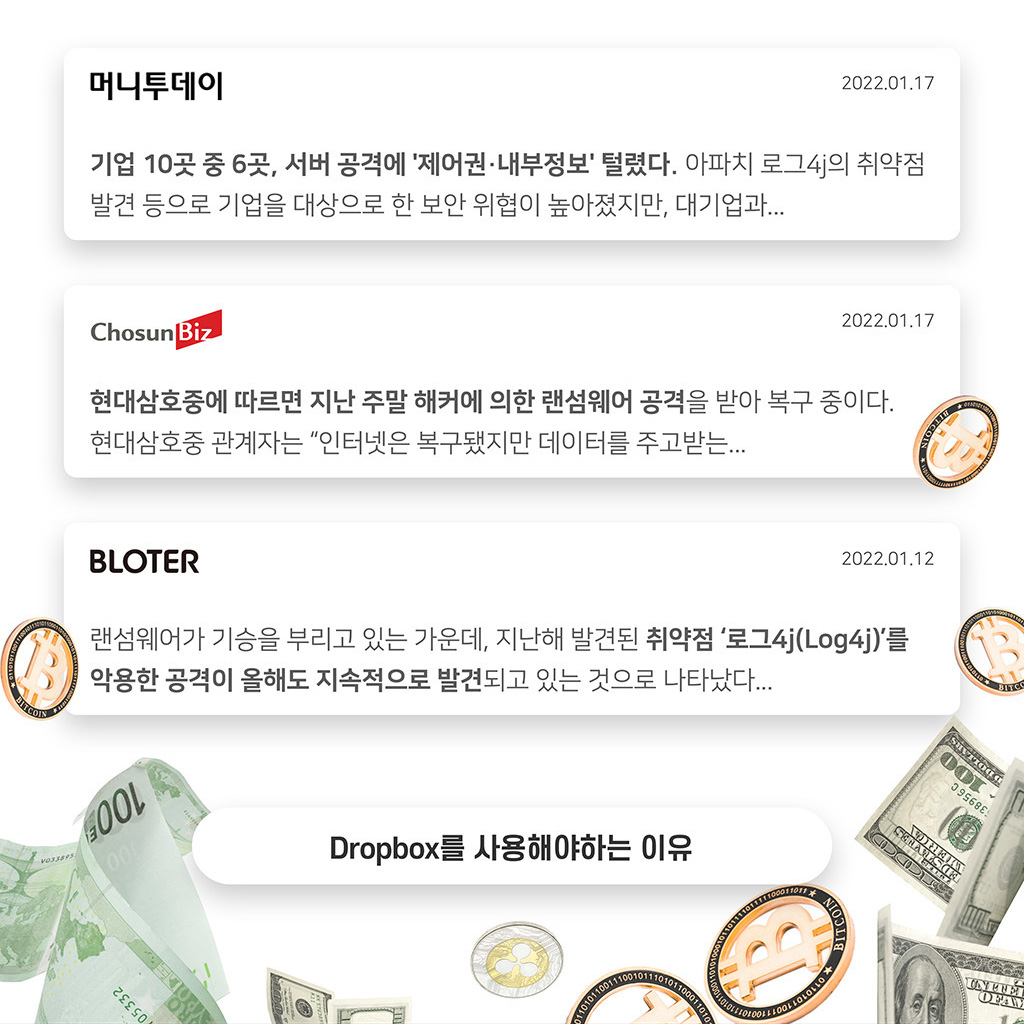 머니투데이
2022.01.17
기업 10곳 중 6곳, 서버 공격에 '제어권·내부정보' 털렸다. 아파치 로그4j의 취약점
발견 등으로 기업을 대상으로 한 보안 위협이 높아졌지만, 대기업과...
ChosunBiz
2022.01.17
현대삼호중에 따르면 지난 주말 해커에 의한 랜섬웨어 공격을 받아 복구 중이다.
현대삼호중 관계자는 “인터넷은 복구됐지만 데이터를 주고받는...
BITCOIN
BLOTER
2022.01.12
랜섬웨어가 기승을 부리고 있는 가운데, 지난해 발견된 취약점 ‘로그4j(Log4j)’를
악용한 공격이 올해도 지속적으로 발견되고 있는 것으로 나타났다...
BITCOIN
100
100
Dropbox를 사용해야하는 이유
BITCOIN
05332